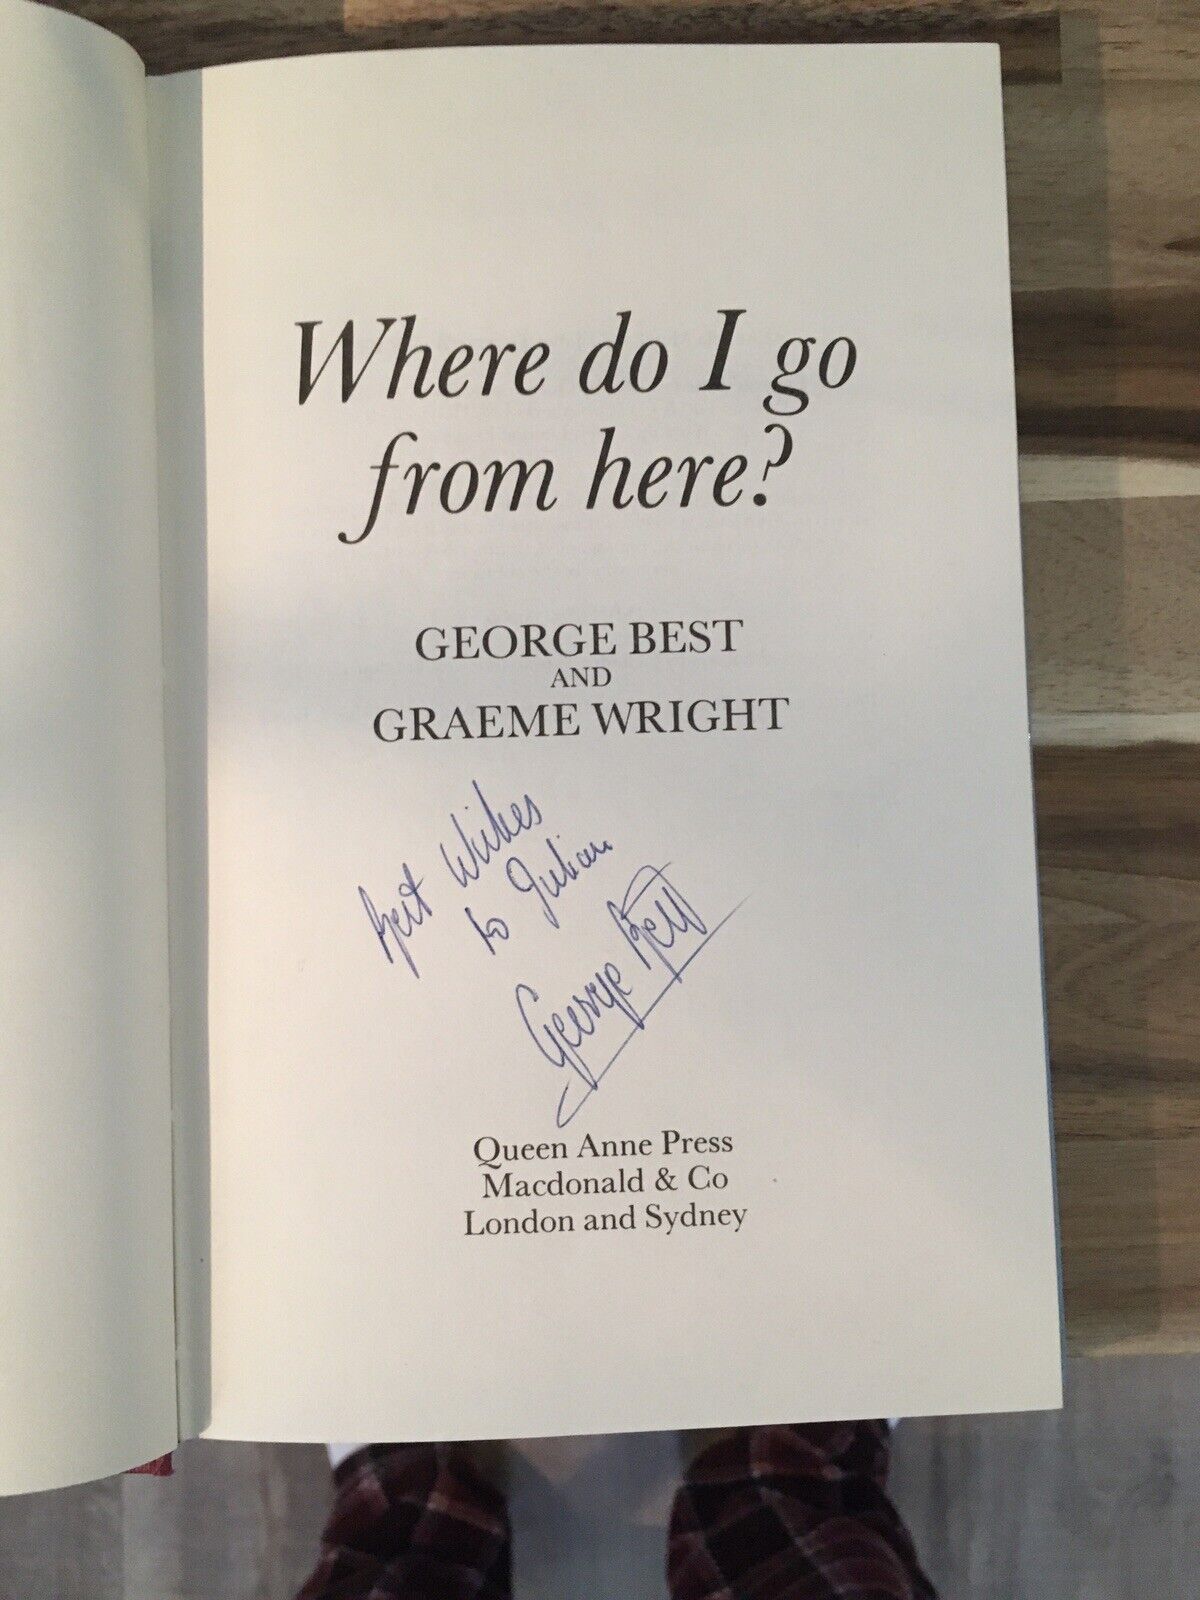 Where do I go
from here?
GEORGE BEST
AND
GRAEME WRIGHT
Best Wishes
to Julian
George Best
Queen Anne Press
Macdonald & Co
London and Sydney